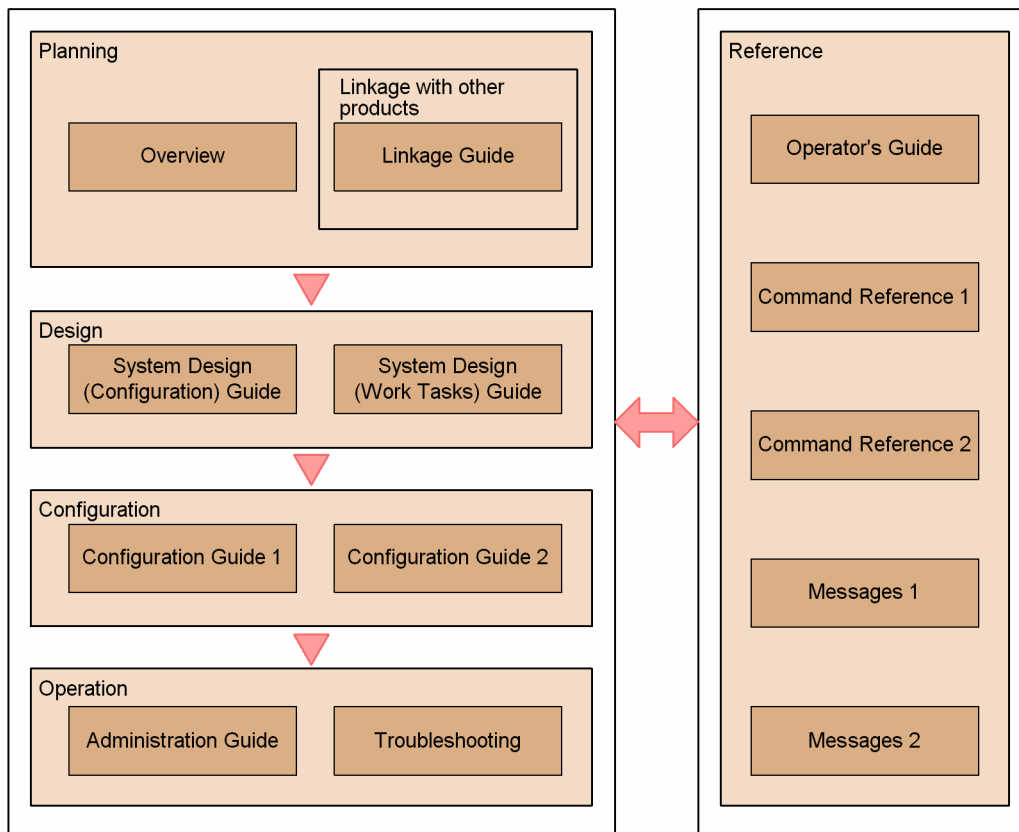 Planning
Linkage with other
products
Overview
Linkage Guide
Design
System Design
(Configuration) Guide
System Design
(Work Tasks) Guide
Configuration
Configuration Guide 1
Configuration Guide 2
Operation
Administration Guide
Troubleshooting
Reference
Operator's Guide
Command Reference 1
Command Reference 2
Messages 1
Messages 2